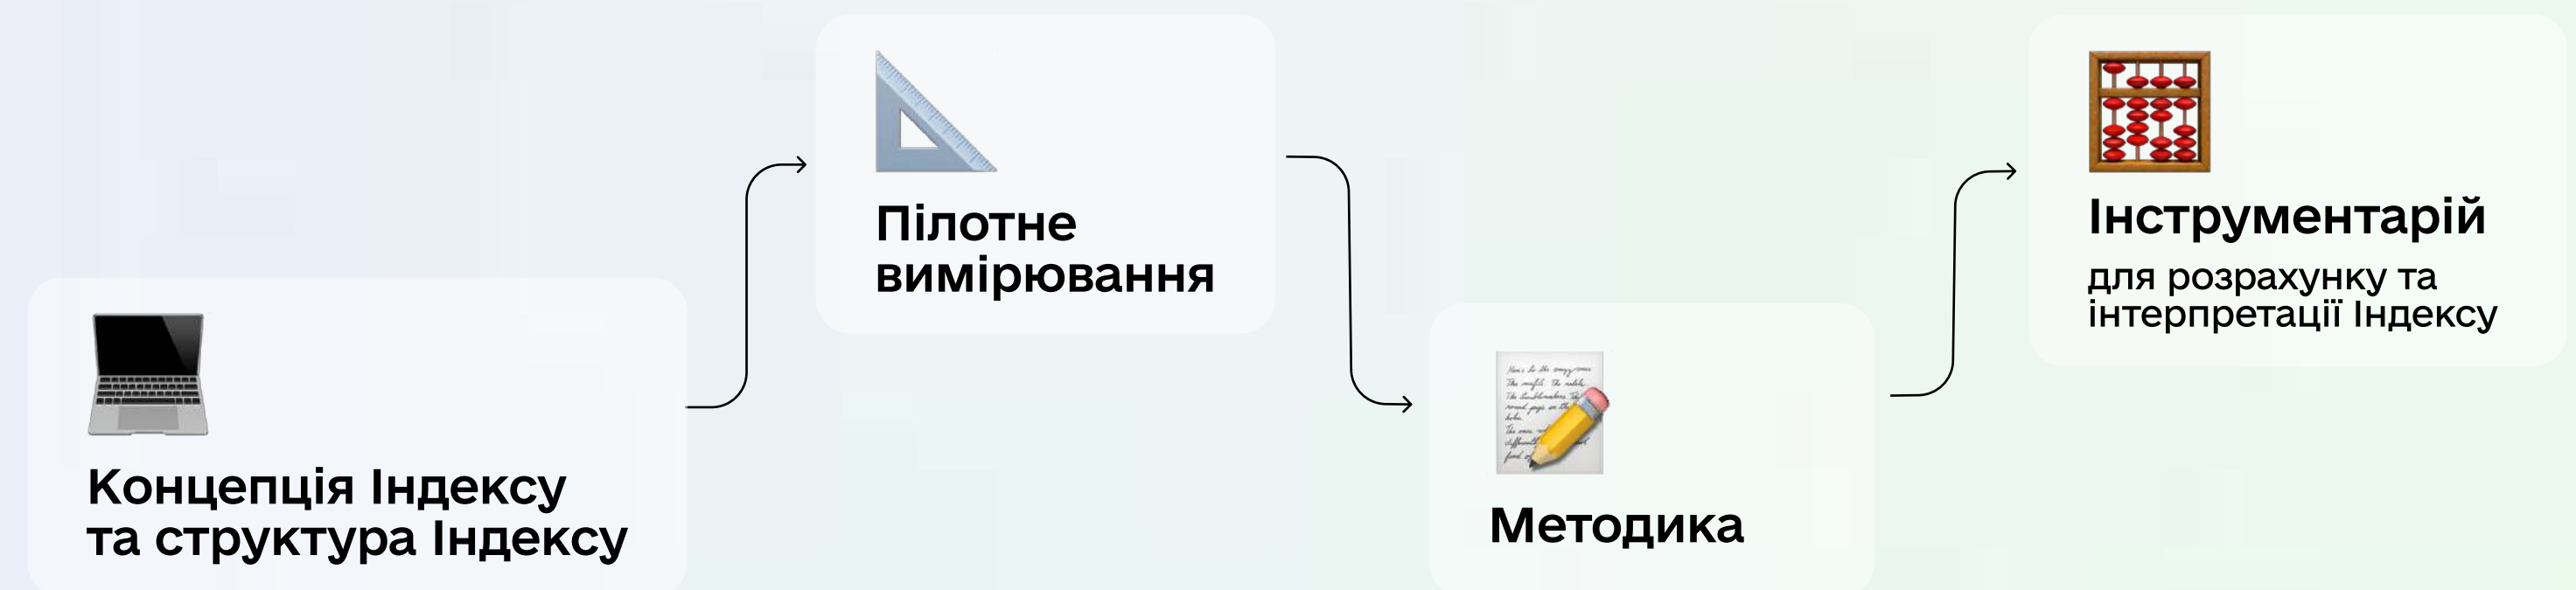 Концепція Індексу
та структура Індексу
Пілотне
вимірювання
Методика
Інструментарій
для розрахунку та
інтерпретації Індексу